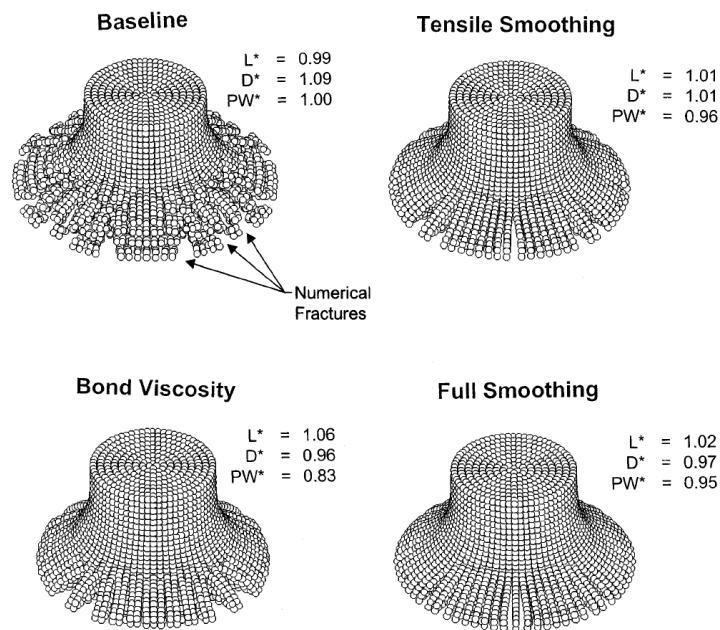 Baseline
L* = 0.99
D* = 1.09
PW* = 1.00
Numerical
Fractures
Tensile Smoothing
L* = 1.01
D* = 1.01
PW* = 0.96
Bond Viscosity
L* = 1.06
D* = 0.96
PW* = 0.83
Full Smoothing
L* = 1.02
D* = 0.97
PW* = 0.95